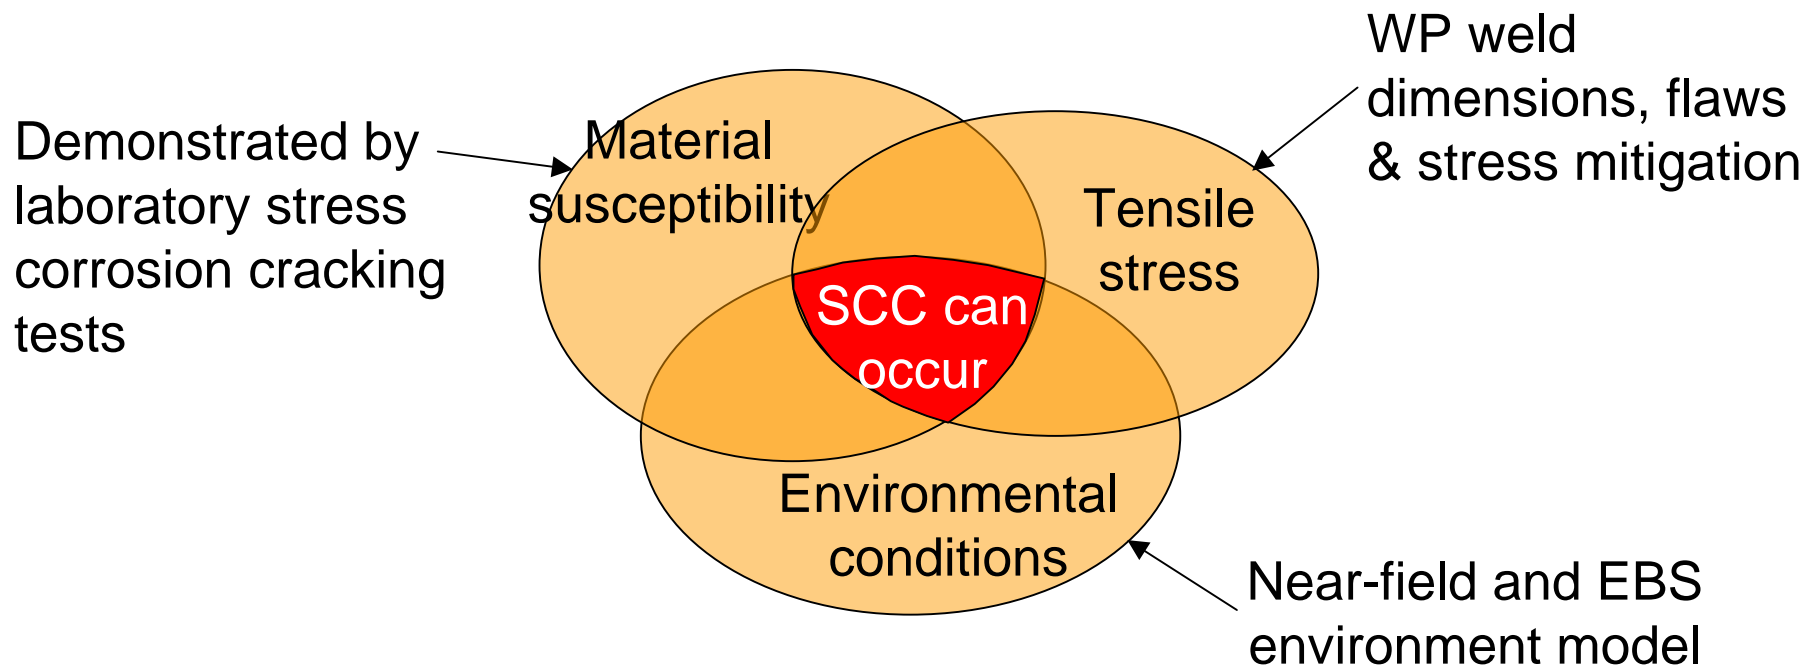 Demonstrated by
laboratory stress
corrosion cracking
tests
Material
susceptibility
WP weld
dimensions, flaws
& stress mitigation
Tensile
stress
SCC can
occur
Environmental
conditions
Near-field and EBS
environment model